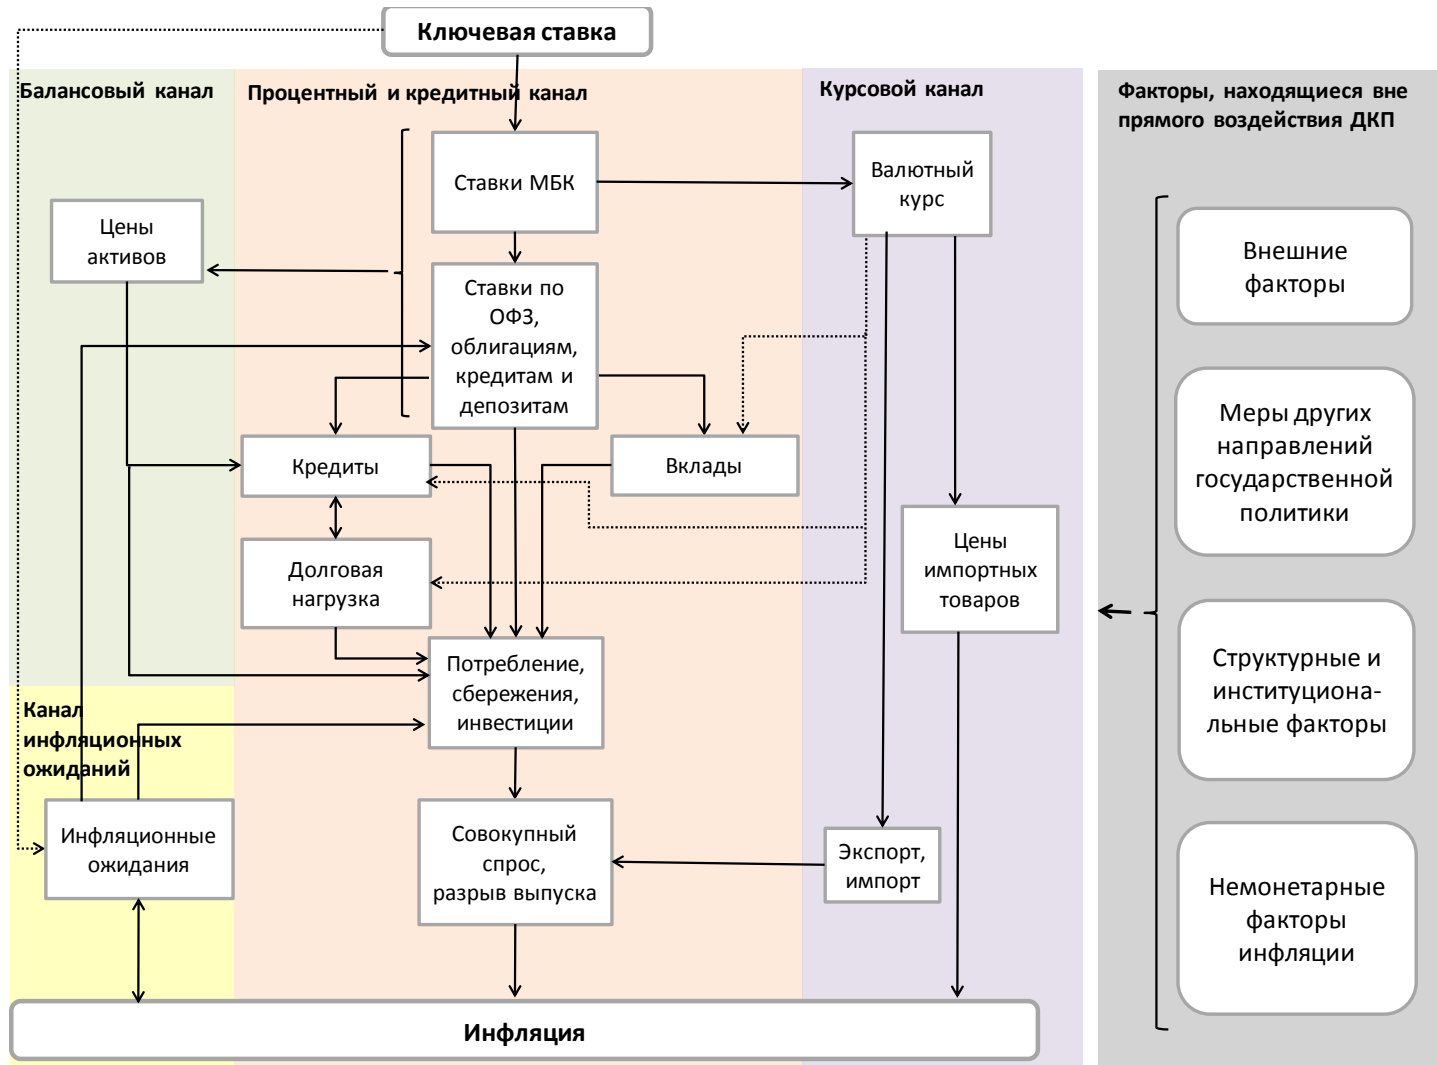 Ключевая ставка
Балансовый канал
Процентный и кредитный канал
Курсовой канал
Факторы, находящиеся вне
прямого воздействия ДКП
Ставки МБК
Валютный
курс
Цены
активов
Внешние
факторы
Ставки по
ОФЗ,
облигациям,
кредитам и
депозитам
Меры других
направлений
государственной
политики
Кредиты
Вклады
Цены
импортных
товаров
Долговая
нагрузка
Структурные и
институциона-
льные факторы
Потребление,
сбережения,
инвестиции
Канал
инфляционных
ожиданий
Инфляционные
ожидания
Совокупный
спрос,
разрыв выпуска
Экспорт,
импорт
Немонетарные
факторы
инфляции
Инфляция